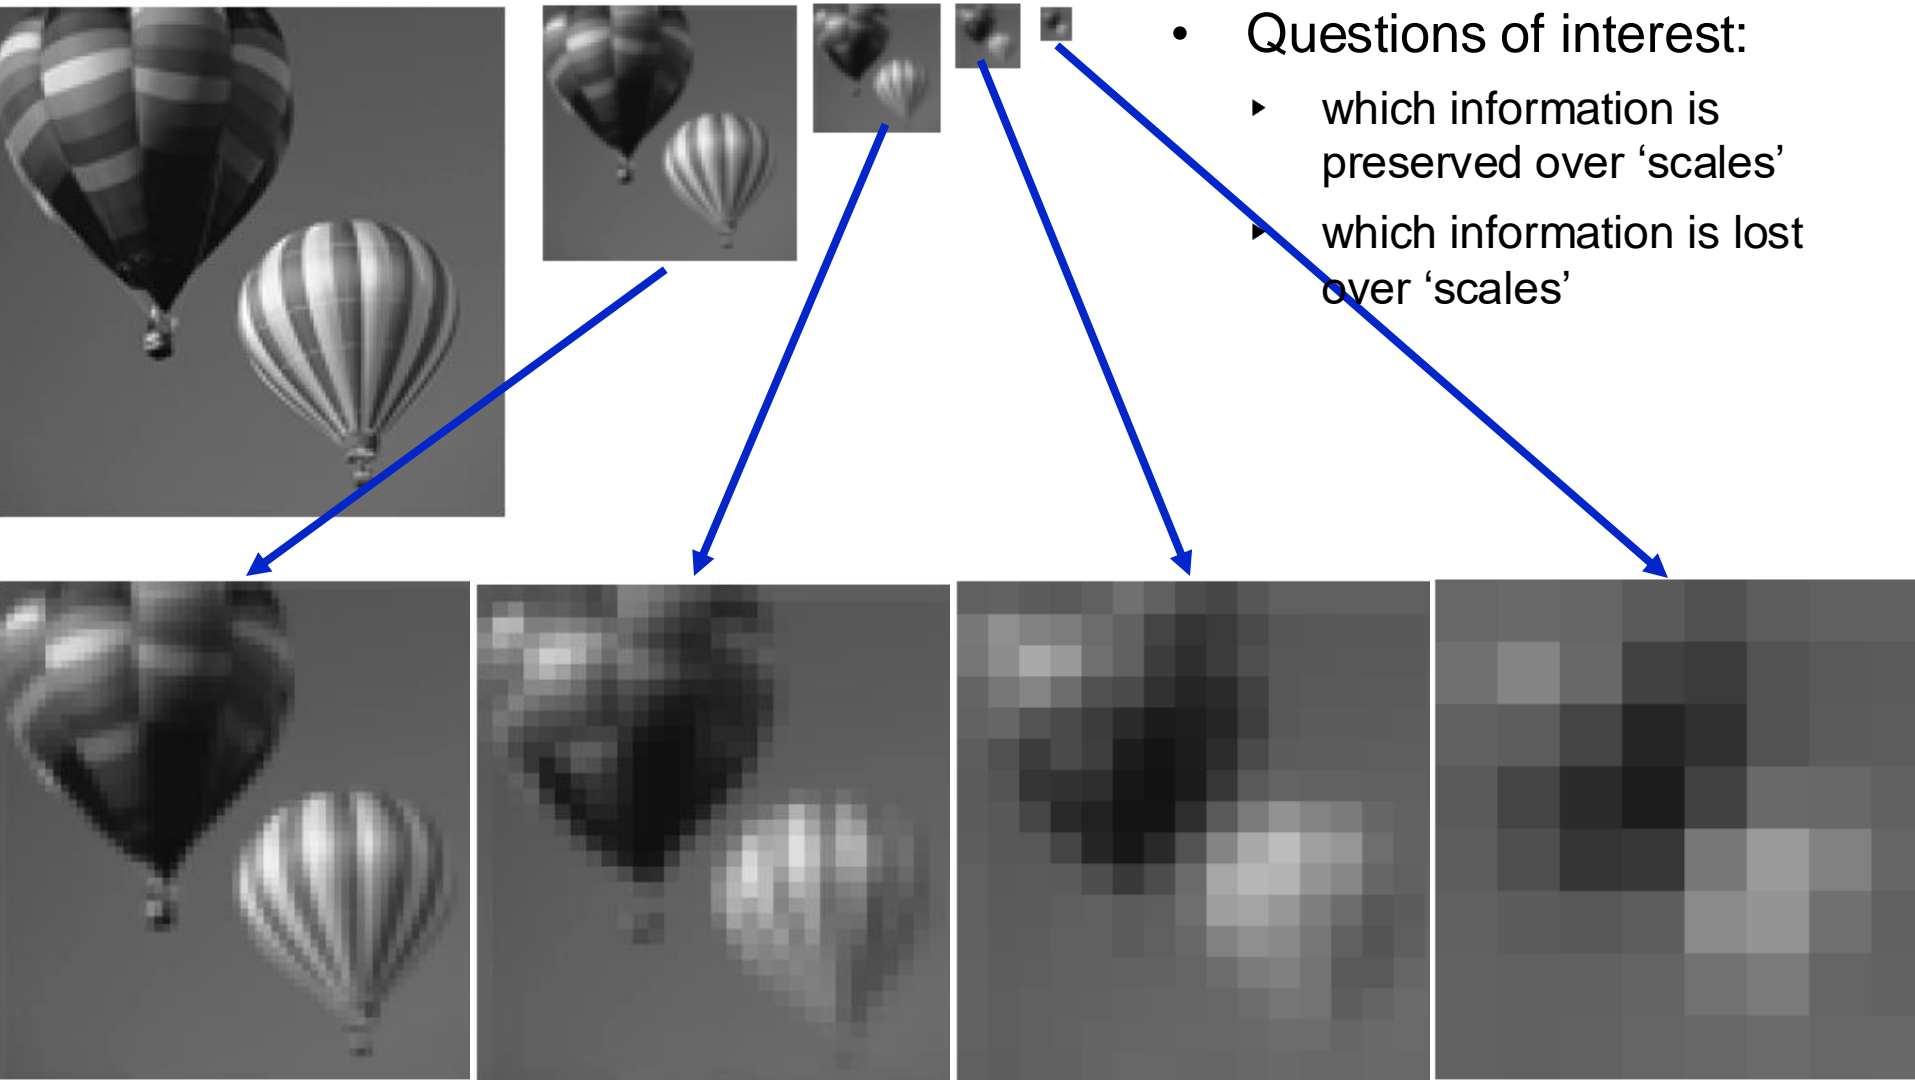 • Questions of interest:
‣ which information is
preserved over ‘scales’
‣ which information is lost
over ‘scales’